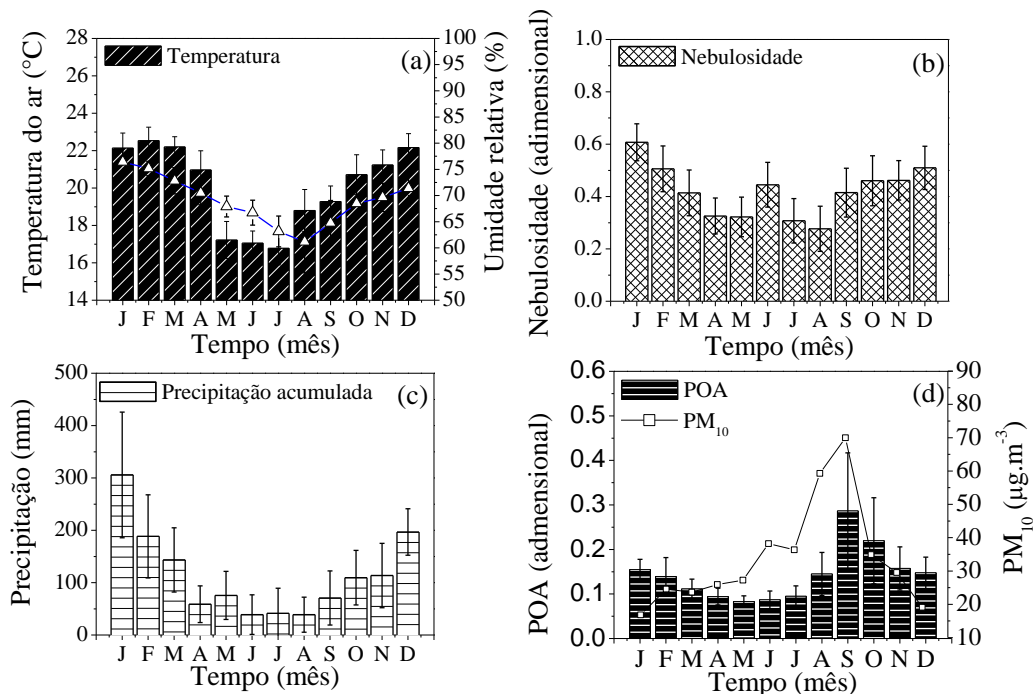 Temperatura
(a)
Temperatura do ar (°C)
28
26
24
22
20
18
16
14
100
95
90
85
80
75
70
65
60
55
50
Umidade relativa (%)
J F M A M J J A S O N D
Tempo (mês)
Nebulosidade
(b)
Nebulosidade (adimensional)
1.0
0.8
0.6
0.4
0.2
0.0
J F M A M J J A S O N D
Tempo (mês)
Precipitação acumulada
(c)
Precipitação (mm)
500
400
300
200
100
0
J F M A M J J A S O N D
Tempo (mês)
POA
PM10
(d)
POA (admensional)
0.6
0.5
0.4
0.3
0.2
0.1
0.0
90
80
70
60
50
40
30
20
10
PM10 (µg.m-3)
J F M A M J J A S O N D
Tempo (mês)